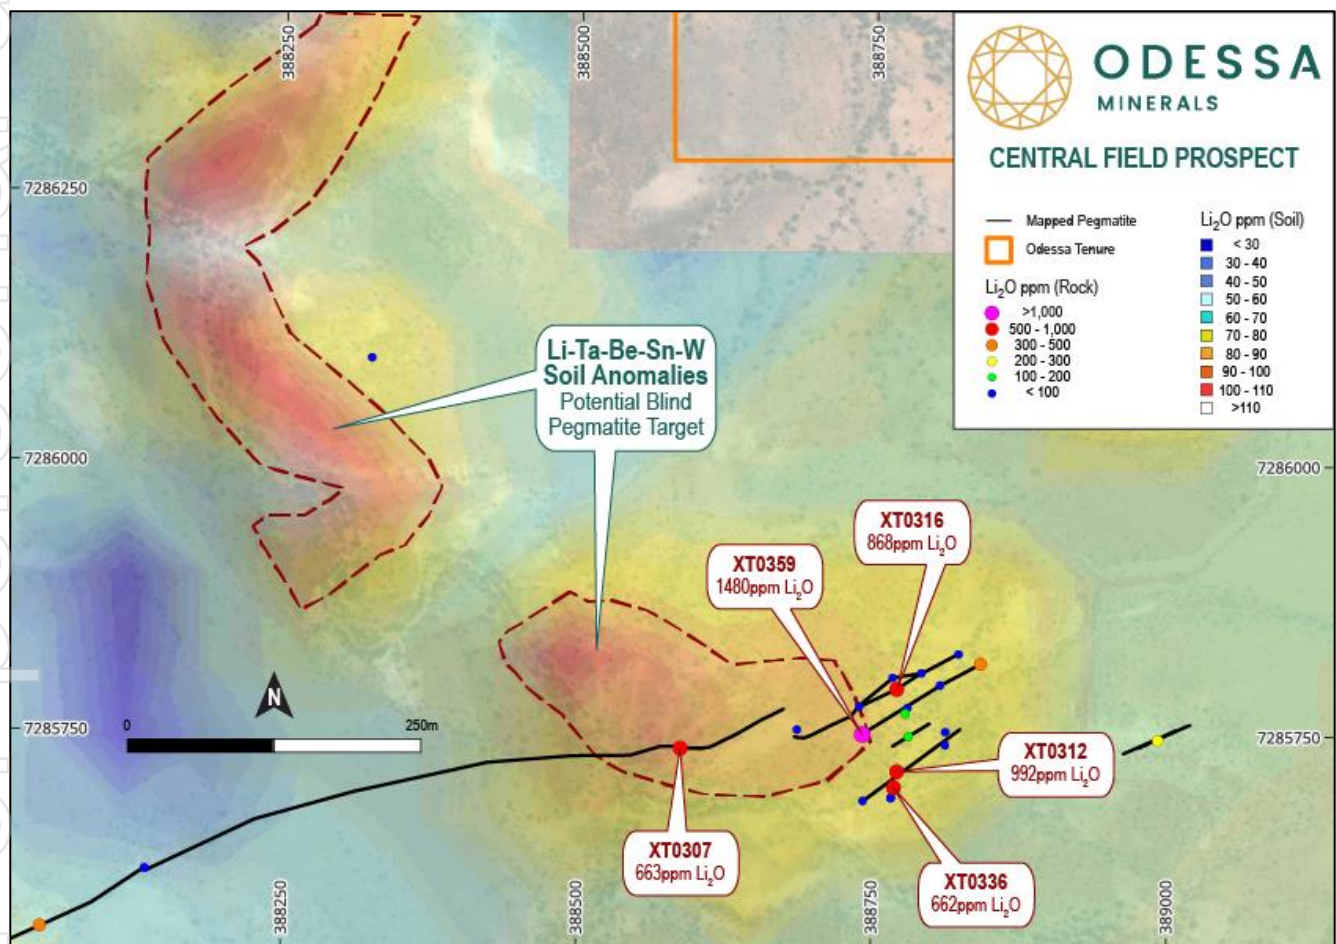 388250
388500
388750
ODESSA
MINERALS
CENTRAL FIELD PROSPECT
Mapped Pegmatite
Odessa Tenure
Li₂O ppm (Rock)
>1,000
500 - 1,000
300 - 500
200 - 300
100 - 200
< 100
Li₂O ppm (Soil)
< 30
30 - 40
40 - 50
50 - 60
60 - 70
70 - 80
80 - 90
90 - 100
100 - 110
>110
7286250
Li-Ta-Be-Sn-W
Soil Anomalies
Potential Blind
Pegmatite Target
7286000
7286000
XT0316
868ppm Li₂O
XT0359
1480ppm Li₂O
N
0
250m
7285750
7285750
XT0312
992ppm Li₂O
XT0307
663ppm Li₂O
XT0336
662ppm Li₂O
388250
388500
388750
389000